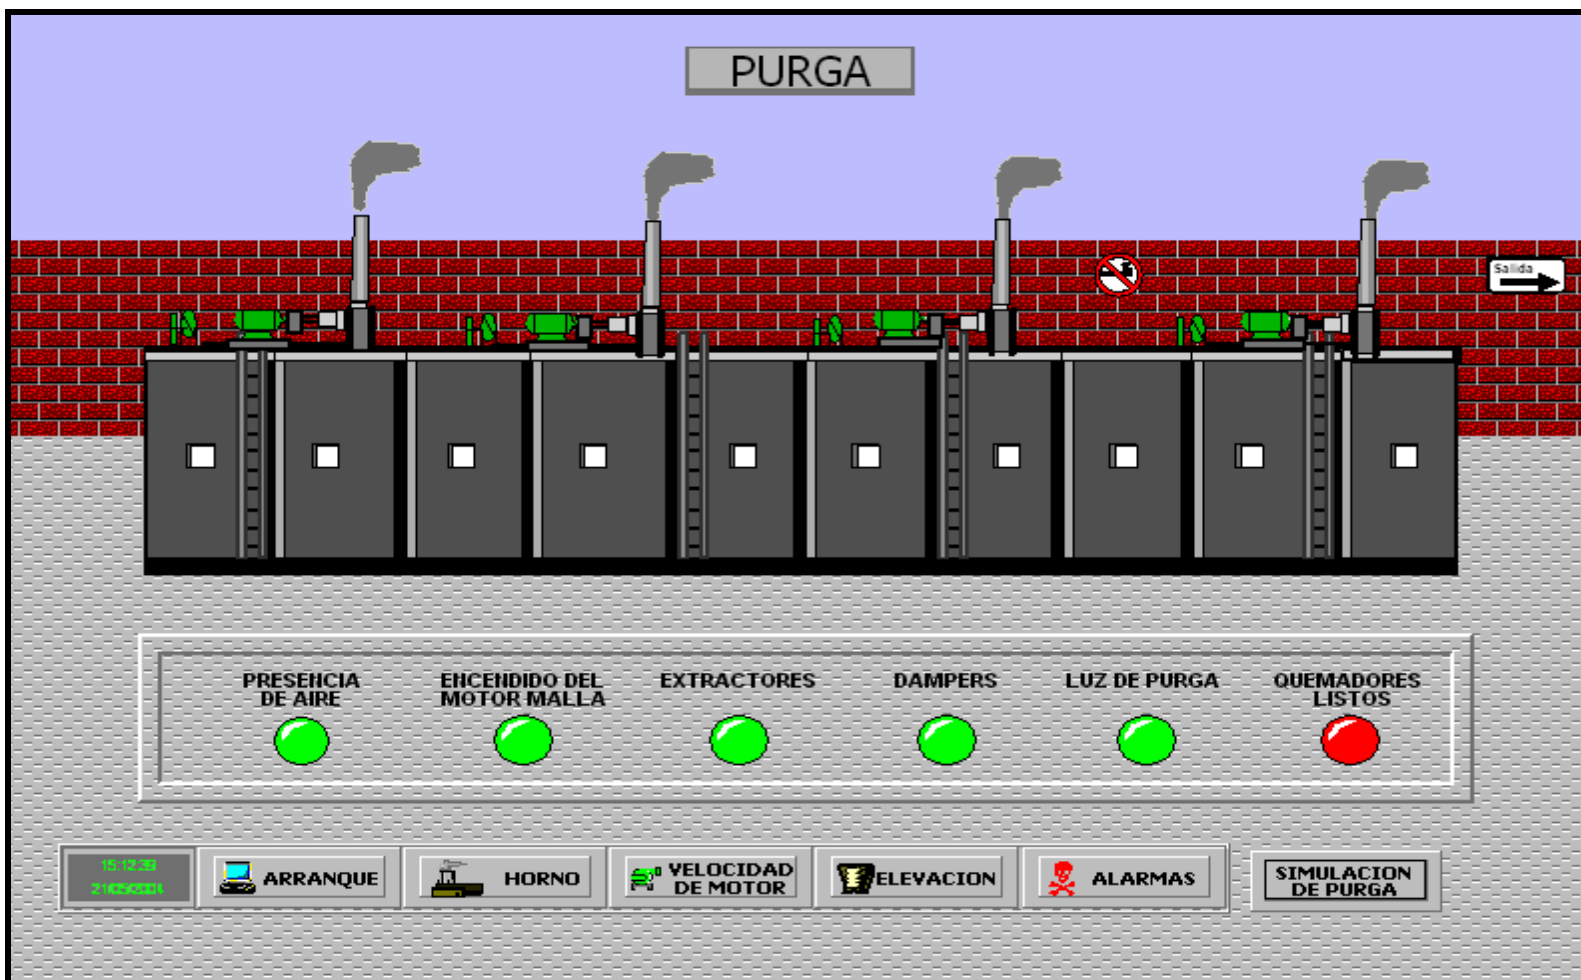 PURGA
Salida
PRESENCIA
DE AIRE
ENCENDIDO DEL
MOTOR MALLA
EXTRACTORES
DAMPERS
LUZ DE PURGA
QUEMADORES
LISTOS
15:12:39
ARRANQUE
HORNO
VELOCIDAD
DE MOTOR
ELEVACION
ALARMAS
SIMULACION
DE PURGA